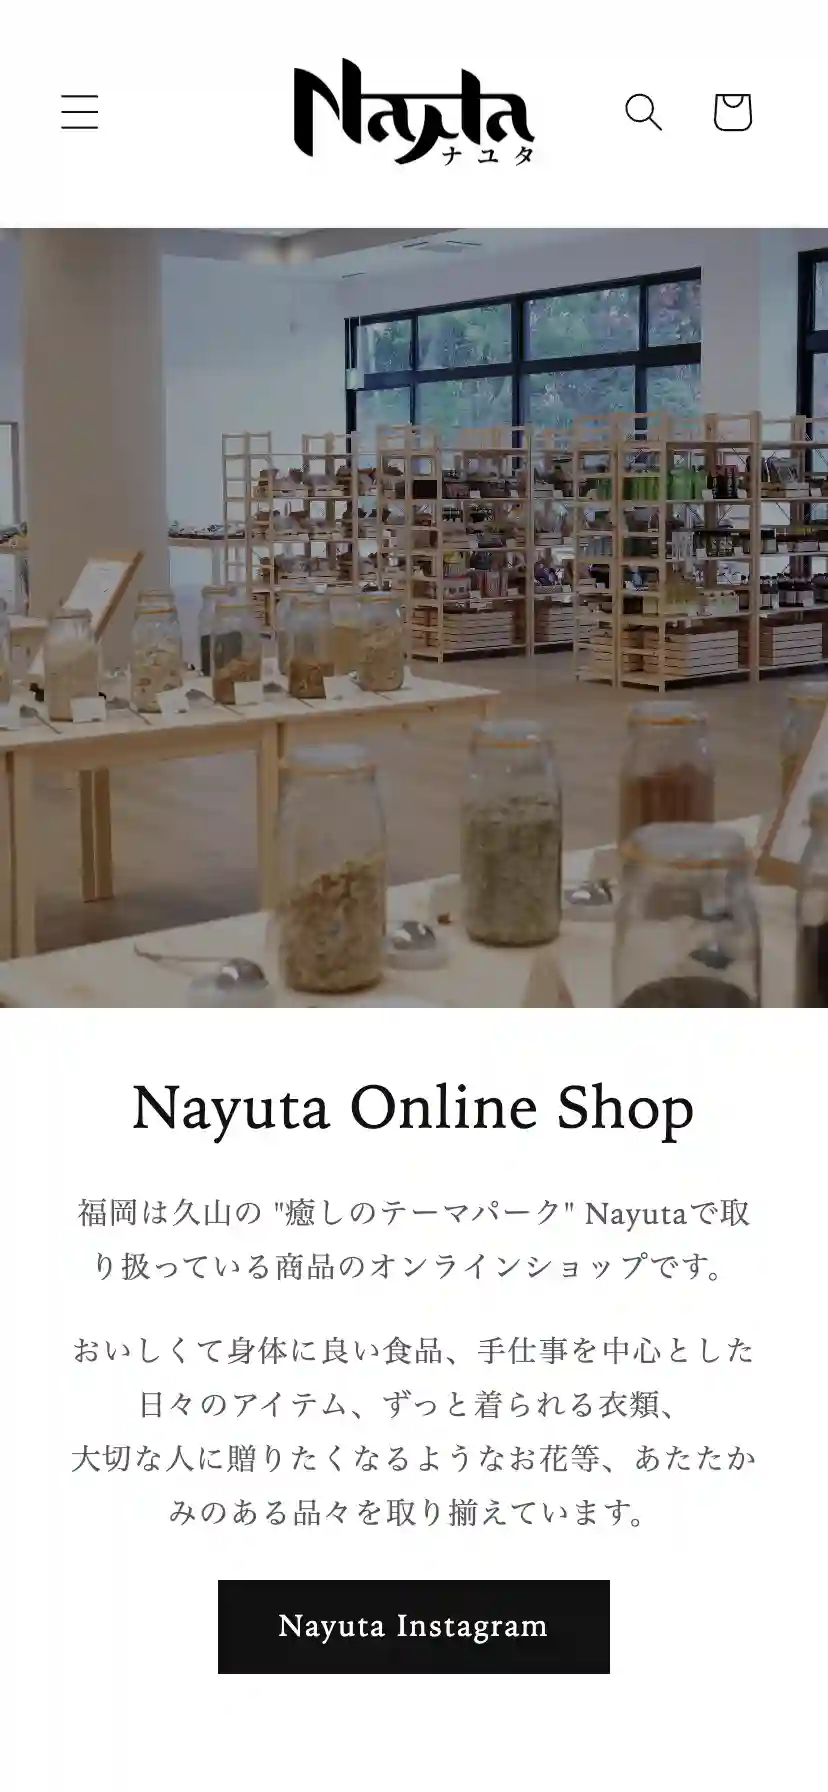 Nayuta
ナユタ
Nayuta Online Shop
福岡は久山の "癒しのテーマパーク" Nayutaで取
り扱っている商品のオンラインショップです。
おいしくて身体に良い食品、手仕事を中心とした
日々のアイテム、ずっと着られる衣類、
大切な人に贈りたくなるようなお花等、あたたか
みのある品々を取り揃えています。
Nayuta Instagram